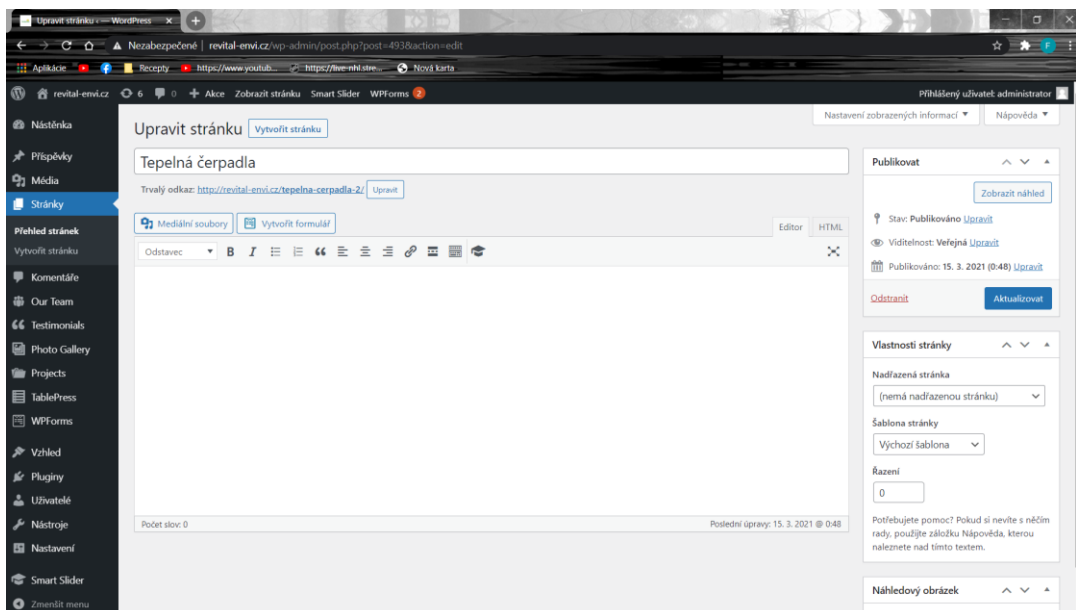 Upravit stránku ‹ — WordPress
Nezabezpečené | revital-envi.cz/wp-admin/post.php?post=493&action=edit
Aplikácie
Recepty
https://www.youtub...
https://live-nhl.stre...
Nová karta
revital-envi.cz 6 0 Akce Zobrazit stránku Smart Slider WPForms 2
Přihlášený uživatel: administrator
Nástěnka
Příspěvky
Média
Stránky
Přehled stránek
Vytvořit stránku
Komentáře
Our Team
Testimonials
Photo Gallery
Projects
TablePress
WPForms
Vzhled
Pluginy
Uživatelé
Nástroje
Nastavení
Smart Slider
Zmenšit menu
Nastavení zobrazených informací
Nápověda
Upravit stránku Vytvořit stránku
Tepelná čerpadla
Trvalý odkaz: http://revital-envi.cz/tepelna-cerpadla-2/ Upravit
Mediální soubory Vytvořit formulář
Editor HTML
Odstavec B I
Počet slov: 0
Poslední úpravy: 15. 3. 2021 @ 0:48
Publikovat
Zobrazit náhled
Stav: Publikováno Upravit
Viditelnost: Veřejná Upravit
Publikováno: 15. 3. 2021 (0:48) Upravit
Odstranit Aktualizovat
Vlastnosti stránky
Nadřazená stránka
(nemá nadřazenou stránku)
Šablona stránky
Výchozí šablona
Řazení
0
Potřebujete pomoc? Pokud si nevíte s něčím
rady, použijte záložku Nápověda, kterou
naleznete nad tímto textem.
Náhledový obrázek